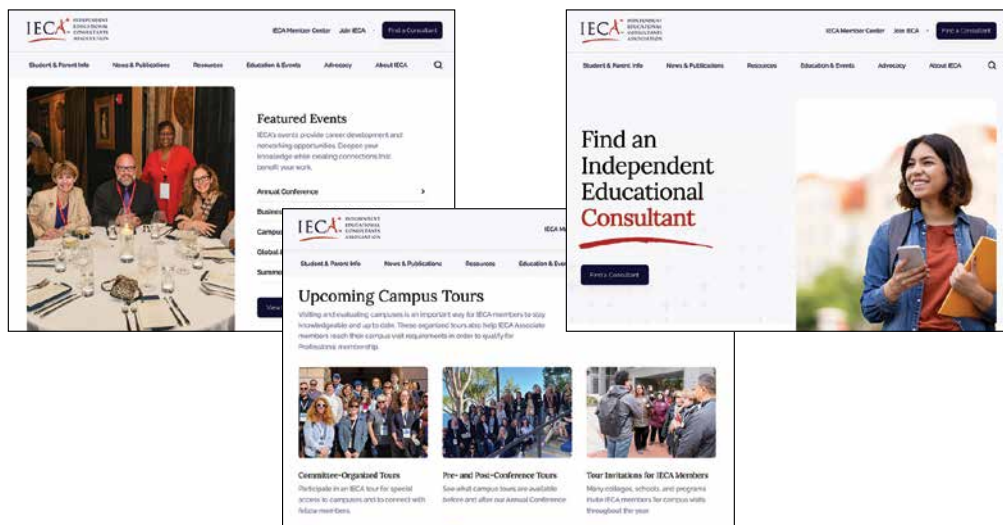 IECA INDEPENDENT
EDUCATIONAL
CONSULTANTS
ASSOCIATION
IECA Member Center Join IECA Find a Consultant
Student & Parent Info News & Publications Resources Education & Events Advocacy About IECA
Featured Events
IECA's events provide career development and
networking opportunities. Deepen your
knowledge while creating connections that
benefit your work.
Annual Conference
Busines
Campus
Global &
Summe
View
IECA INDEPENDENT
EDUCATIONAL
CONSULTANTS
ASSOCIATION
IECA Member Center Join IECA Find a Consultant
Student & Parent Info News & Publications Resources Education & Events Advocacy About IECA
Find an
Independent
Educational
Consultant
Find a Consultant
IECA INDEPENDENT
EDUCATIONAL
CONSULTANTS
ASSOCIATION
IECA M
Student & Parent Info News & Publications Resources Education & Even
Upcoming Campus Tours
Visiting and evaluating campuses is an important way for IECA members to stay
knowledgeable and up to date. These organized tours also help IECA Associate
members reach their campus visit requirements in order to qualify for
Professional membership.
Committee-Organized Tours
Participate in an IECA tour for special
access to campuses and to connect with
fellow members.
Pre- and Post-Conference Tours
See what campus tours are available
before and after our Annual Conference
Tour Invitations for IECA Members
Many colleges, schools, and programs
invite IECA members for campus visits
throughout the year